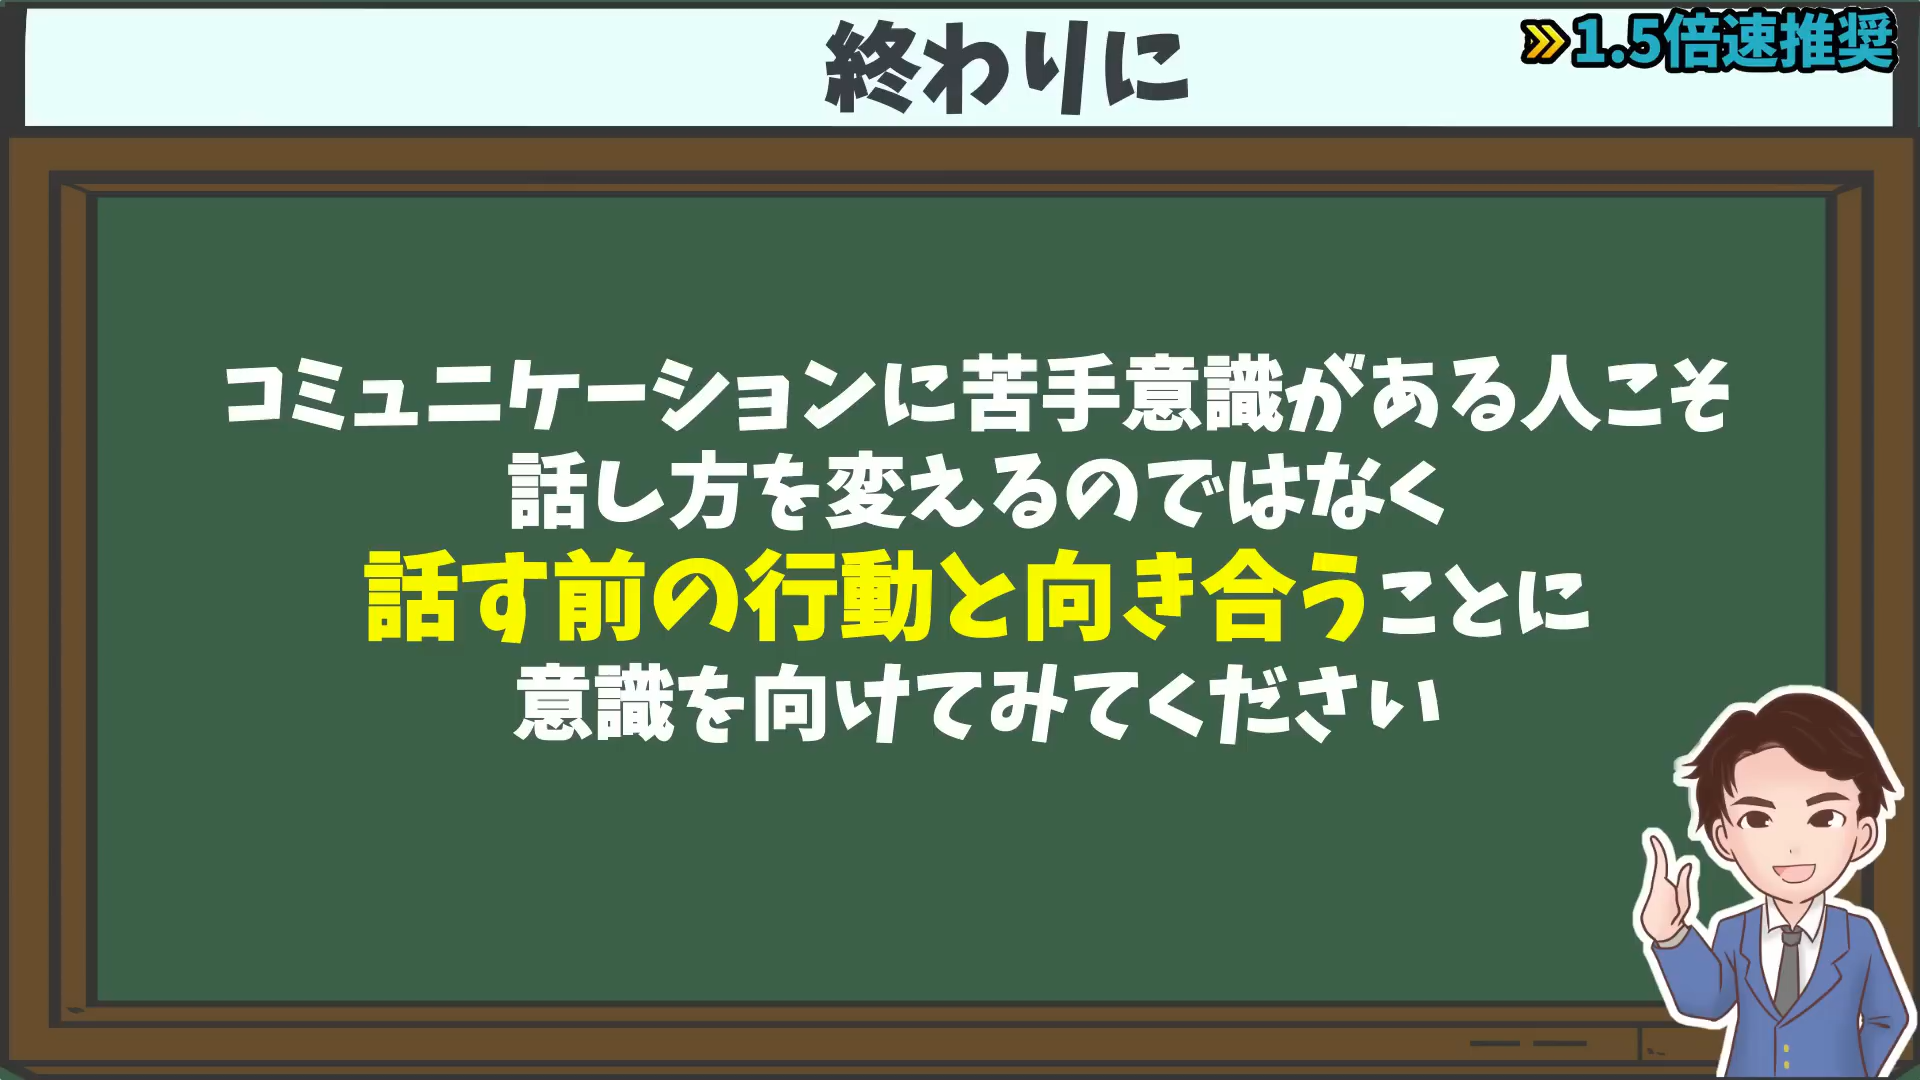 終わりに
1.5倍速推奨
コミュニケーションに苦手意識がある人こそ
話し方を変えるのではなく
話す前の行動と向き合うことに
意識を向けてみてください